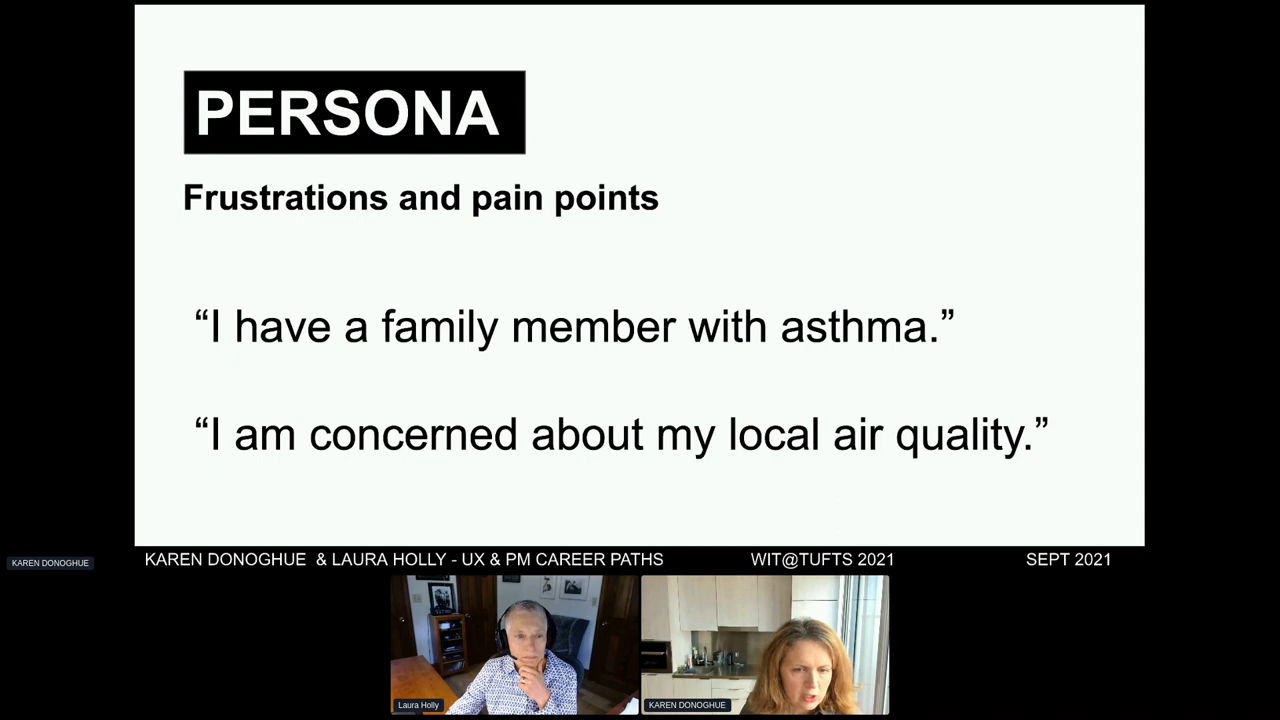 PERSONA
Frustrations and pain points
“I have a family member with asthma.”
“I am concerned about my local air quality.”
KAREN DONOGHUE
KAREN DONOGHUE & LAURA HOLLY - UX & PM CAREER PATHS WIT@TUFTS 2021 SEPT 2021
Laura Holly
KAREN DONOGHUE